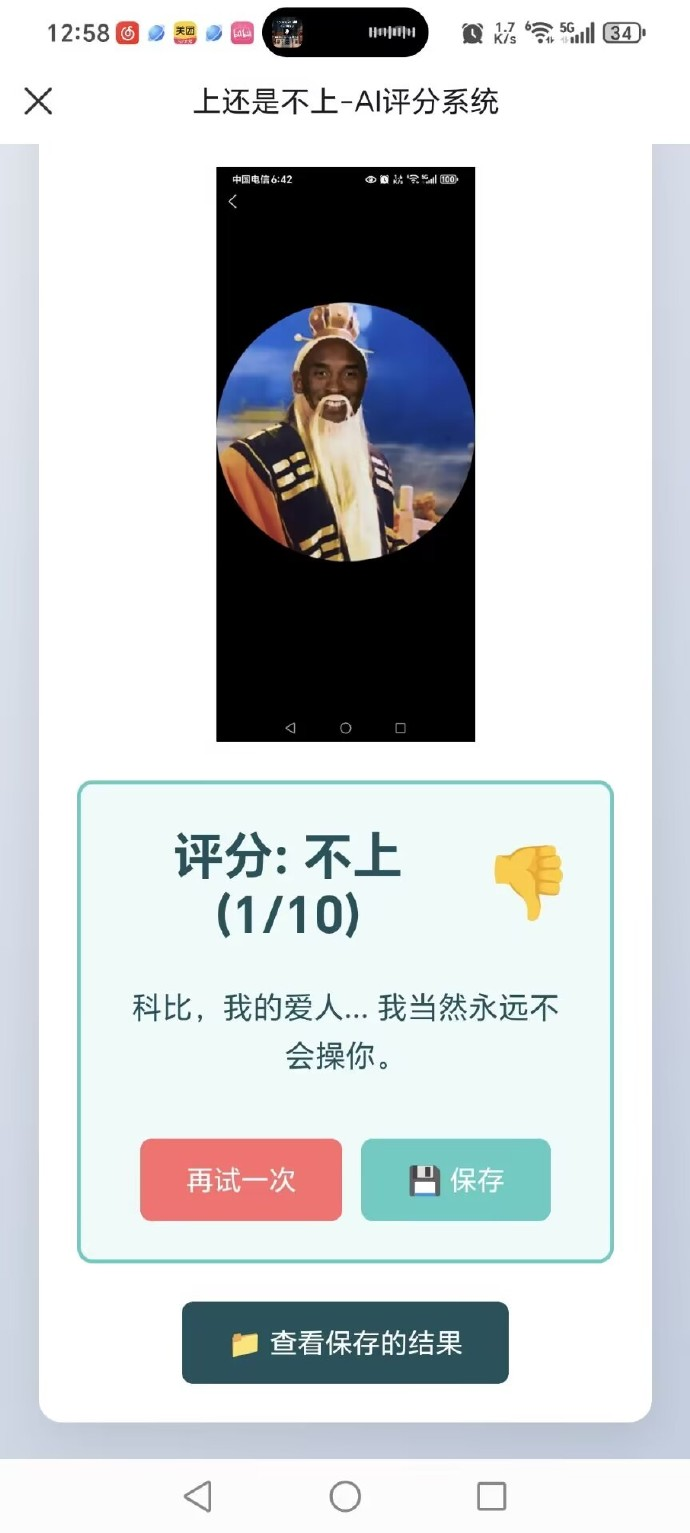 12:58
美团
1.7
K/s
6
5G
34
上还是不上-AI评分系统
中国电信6:42
100
评分: 不上
(1/10)
科比，我的爱人... 我当然永远不
会操你。
再试一次
保存
查看保存的结果